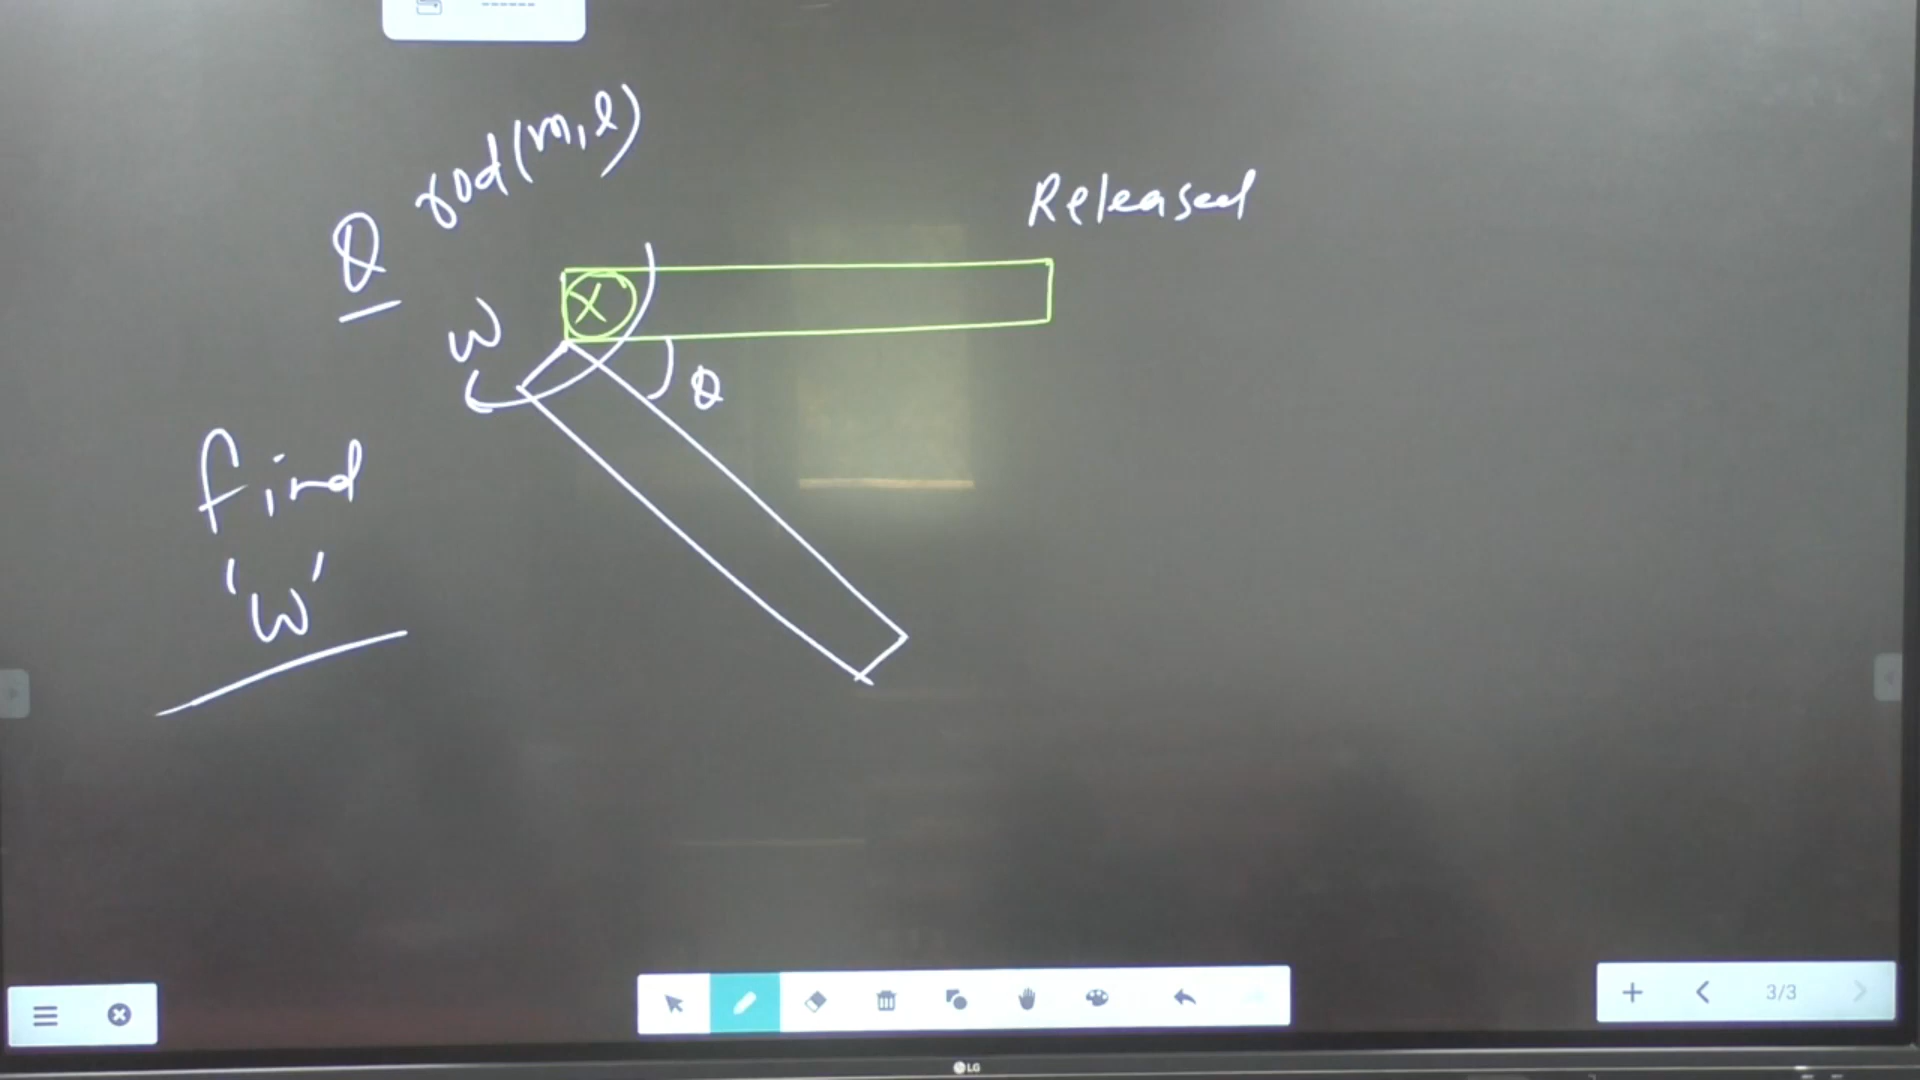 Q rod(m,l)
Released
w
θ
find
'w'
3/3
LG